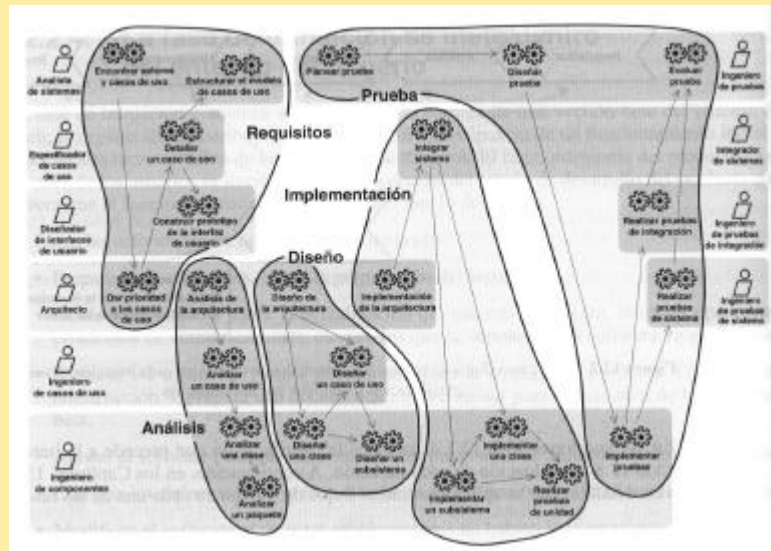 Analista
de sistemas
Encontrar actores
y casos de uso
Estructurar el modelo
de casos de uso
Planear prueba
Diseñar
prueba
Evaluar
prueba
Ingeniero
de pruebas
Prueba
Requisitos
Especificador
de casos
de uso
Detallar
un caso de uso
Integrar
sistema
Integrador
de sistemas
Implementación
Diseñador
de interfaces
de usuario
Construir prototipo
de la interfaz
de usuario
Realizar pruebas
de integración
Ingeniero
de pruebas
de integración
Diseño
Arquitecto
Dar prioridad
a los casos
de uso
Análisis de
la arquitectura
Diseño de
la arquitectura
Implementación
de la arquitectura
Realizar
pruebas
de sistema
Ingeniero
de pruebas
de sistema
Ingeniero
de casos de uso
Analizar
un caso de uso
Diseñar
un caso de uso
Análisis
Ingeniero
de componentes
Analizar
una clase
Diseñar
una clase
Diseñar un
subsistema
Implementar
una clase
Implementar
pruebas
Analizar
un paquete
Implementar
un subsistema
Realizar
pruebas
de unidad